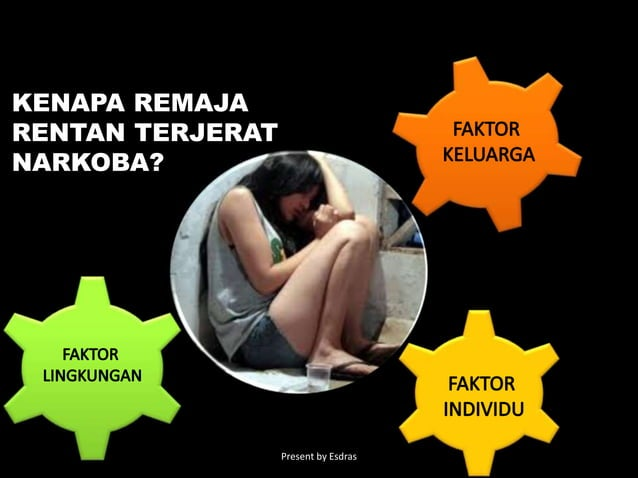 KENAPA REMAJA
RENTAN TERJERAT
NARKOBA?
FAKTOR
KELUARGA
FAKTOR
LINGKUNGAN
FAKTOR
INDIVIDU
Present by Esdras